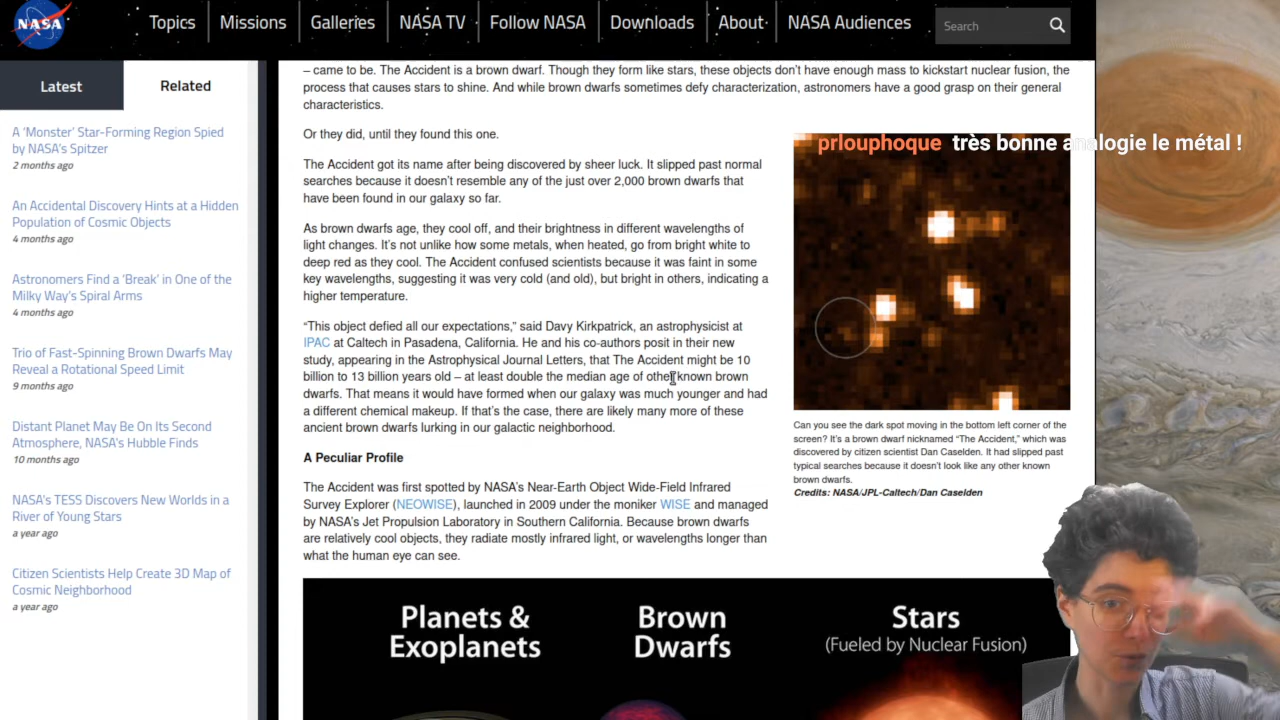 NASA
Topics
Missions
Galleries
NASA TV
Follow NASA
Downloads
About
NASA Audiences
Search
Latest
Related
A ‘Monster’ Star-Forming Region Spied
by NASA's Spitzer
2 months ago
An Accidental Discovery Hints at a Hidden
Population of Cosmic Objects
4 months ago
Astronomers Find a ‘Break’ in One of the
Milky Way’s Spiral Arms
4 months ago
Trio of Fast-Spinning Brown Dwarfs May
Reveal a Rotational Speed Limit
9 months ago
Distant Planet May Be On Its Second
Atmosphere, NASA's Hubble Finds
10 months ago
NASA's TESS Discovers New Worlds in a
River of Young Stars
a year ago
Citizen Scientists Help Create 3D Map of
Cosmic Neighborhood
a year ago
– came to be. The Accident is a brown dwarf. Though they form like stars, these objects don’t have enough mass to kickstart nuclear fusion, the
process that causes stars to shine. And while brown dwarfs sometimes defy characterization, astronomers have a good grasp on their general
characteristics.
Or they did, until they found this one.
The Accident got its name after being discovered by sheer luck. It slipped past normal
searches because it doesn’t resemble any of the just over 2,000 brown dwarfs that
have been found in our galaxy so far.
As brown dwarfs age, they cool off, and their brightness in different wavelengths of
light changes. It’s not unlike how some metals, when heated, go from bright white to
deep red as they cool. The Accident confused scientists because it was faint in some
key wavelengths, suggesting it was very cold (and old), but bright in others, indicating a
higher temperature.
“This object defied all our expectations,” said Davy Kirkpatrick, an astrophysicist at
IPAC at Caltech in Pasadena, California. He and his co-authors posit in their new
study, appearing in the Astrophysical Journal Letters, that The Accident might be 10
billion to 13 billion years old – at least double the median age of other known brown
dwarfs. That means it would have formed when our galaxy was much younger and had
a different chemical makeup. If that’s the case, there are likely many more of these
ancient brown dwarfs lurking in our galactic neighborhood.
A Peculiar Profile
The Accident was first spotted by NASA’s Near-Earth Object Wide-Field Infrared
Survey Explorer (NEOWISE), launched in 2009 under the moniker WISE and managed
by NASA’s Jet Propulsion Laboratory in Southern California. Because brown dwarfs
are relatively cool objects, they radiate mostly infrared light, or wavelengths longer than
what the human eye can see.
prlouphoque très bonne analogie le métal !
Can you see the dark spot moving in the bottom left corner of the
screen? It’s a brown dwarf nicknamed “The Accident,” which was
discovered by citizen scientist Dan Caselden. It had slipped past
typical searches because it doesn’t look like any other known
brown dwarfs.
Credits: NASA/JPL-Caltech/Dan Caselden
Planets &
Exoplanets
Brown
Dwarfs
Stars
(Fueled by Nuclear Fusion)